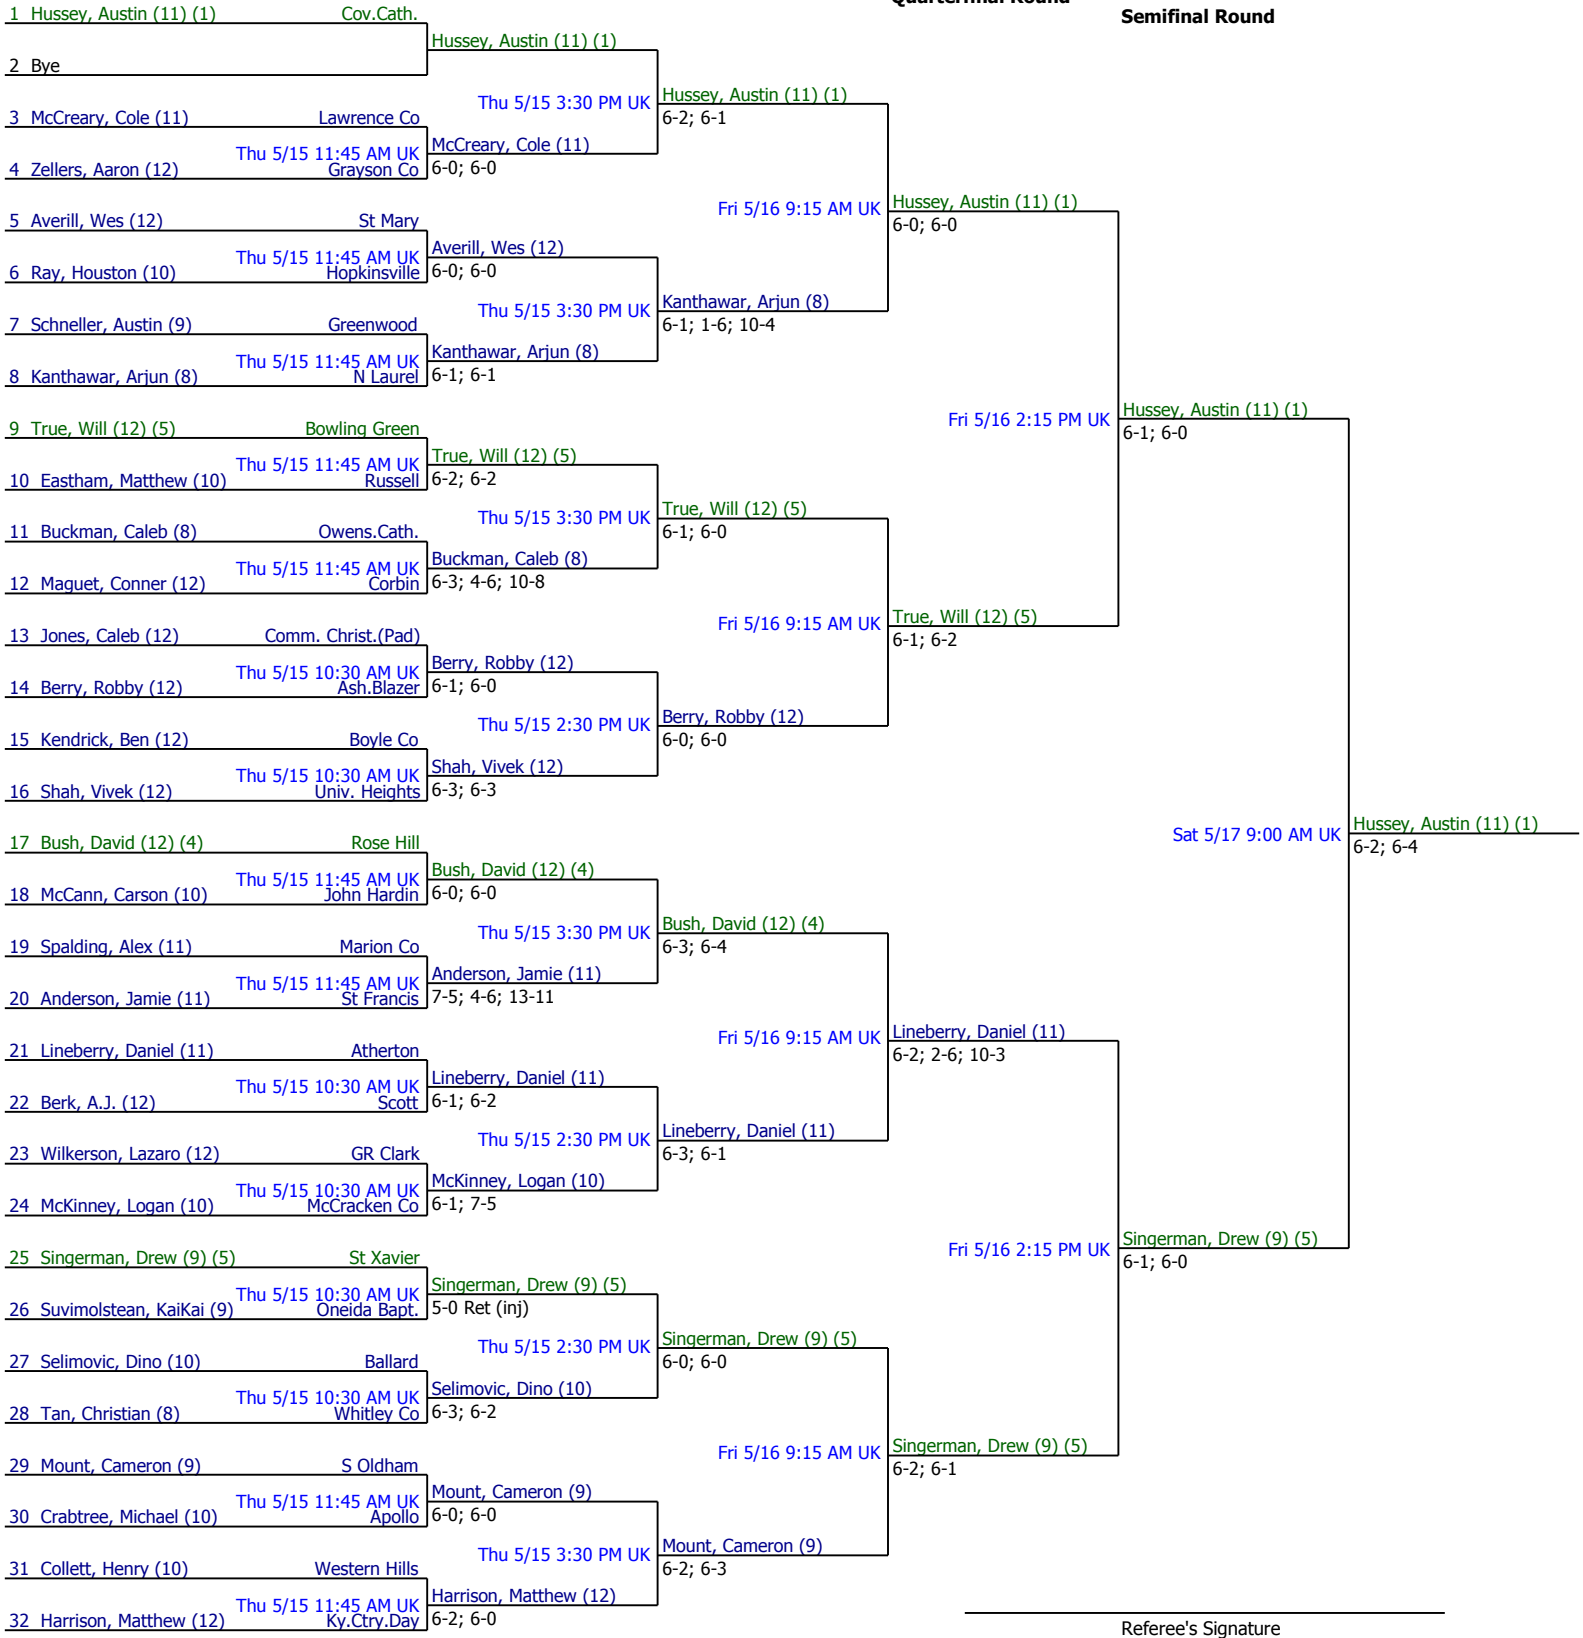 Quarterfinal Round
Semifinal Round
1 Hussey, Austin (11) (1) Cov.Cath.
Hussey, Austin (11) (1)
2 Bye
Thu 5/15 3:30 PM UK Hussey, Austin (11) (1)
6-2; 6-1
3 McCreary, Cole (11) Lawrence Co
Thu 5/15 11:45 AM UK McCreary, Cole (11)
4 Zellers, Aaron (12) Grayson Co 6-0; 6-0
Fri 5/16 9:15 AM UK Hussey, Austin (11) (1)
6-0; 6-0
5 Averill, Wes (12) St Mary
Thu 5/15 11:45 AM UK Averill, Wes (12)
6 Ray, Houston (10) Hopkinsville 6-0; 6-0
Thu 5/15 3:30 PM UK Kanthawar, Arjun (8)
6-1; 1-6; 10-4
7 Schneller, Austin (9) Greenwood
Thu 5/15 11:45 AM UK Kanthawar, Arjun (8)
8 Kanthawar, Arjun (8) N Laurel 6-1; 6-1
Fri 5/16 2:15 PM UK Hussey, Austin (11) (1)
6-1; 6-0
9 True, Will (12) (5) Bowling Green
Thu 5/15 11:45 AM UK True, Will (12) (5)
10 Eastham, Matthew (10) Russell 6-2; 6-2
Thu 5/15 3:30 PM UK True, Will (12) (5)
6-1; 6-0
11 Buckman, Caleb (8) Owens.Cath.
Thu 5/15 11:45 AM UK Buckman, Caleb (8)
12 Maguet, Conner (12) Corbin 6-3; 4-6; 10-8
Fri 5/16 9:15 AM UK True, Will (12) (5)
6-1; 6-2
13 Jones, Caleb (12) Comm. Christ.(Pad)
Thu 5/15 10:30 AM UK Berry, Robby (12)
14 Berry, Robby (12) Ash.Blazer 6-1; 6-0
Thu 5/15 2:30 PM UK Berry, Robby (12)
6-0; 6-0
15 Kendrick, Ben (12) Boyle Co
Thu 5/15 10:30 AM UK Shah, Vivek (12)
16 Shah, Vivek (12) Univ. Heights 6-3; 6-3
Sat 5/17 9:00 AM UK Hussey, Austin (11) (1)
6-2; 6-4
17 Bush, David (12) (4) Rose Hill
Thu 5/15 11:45 AM UK Bush, David (12) (4)
18 McCann, Carson (10) John Hardin 6-0; 6-0
Thu 5/15 3:30 PM UK Bush, David (12) (4)
6-3; 6-4
19 Spalding, Alex (11) Marion Co
Thu 5/15 11:45 AM UK Anderson, Jamie (11)
20 Anderson, Jamie (11) St Francis 7-5; 4-6; 13-11
Fri 5/16 9:15 AM UK Lineberry, Daniel (11)
6-2; 2-6; 10-3
21 Lineberry, Daniel (11) Atherton
Thu 5/15 10:30 AM UK Lineberry, Daniel (11)
22 Berk, A.J. (12) Scott 6-1; 6-2
Thu 5/15 2:30 PM UK Lineberry, Daniel (11)
6-3; 6-1
23 Wilkerson, Lazaro (12) GR Clark
Thu 5/15 10:30 AM UK McKinney, Logan (10)
24 McKinney, Logan (10) McCracken Co 6-1; 7-5
Fri 5/16 2:15 PM UK Singerman, Drew (9) (5)
6-1; 6-0
25 Singerman, Drew (9) (5) St Xavier
Thu 5/15 10:30 AM UK Singerman, Drew (9) (5)
26 Suvimolstean, KaiKai (9) Oneida Bapt. 5-0 Ret (inj)
Thu 5/15 2:30 PM UK Singerman, Drew (9) (5)
6-0; 6-0
27 Selimovic, Dino (10) Ballard
Thu 5/15 10:30 AM UK Selimovic, Dino (10)
28 Tan, Christian (8) Whitley Co 6-3; 6-2
Fri 5/16 9:15 AM UK Singerman, Drew (9) (5)
6-2; 6-1
29 Mount, Cameron (9) S Oldham
Thu 5/15 11:45 AM UK Mount, Cameron (9)
30 Crabtree, Michael (10) Apollo 6-0; 6-0
Thu 5/15 3:30 PM UK Mount, Cameron (9)
6-2; 6-3
31 Collett, Henry (10) Western Hills
Thu 5/15 11:45 AM UK Harrison, Matthew (12)
32 Harrison, Matthew (12) Ky.Ctry.Day 6-2; 6-0
Referee's Signature